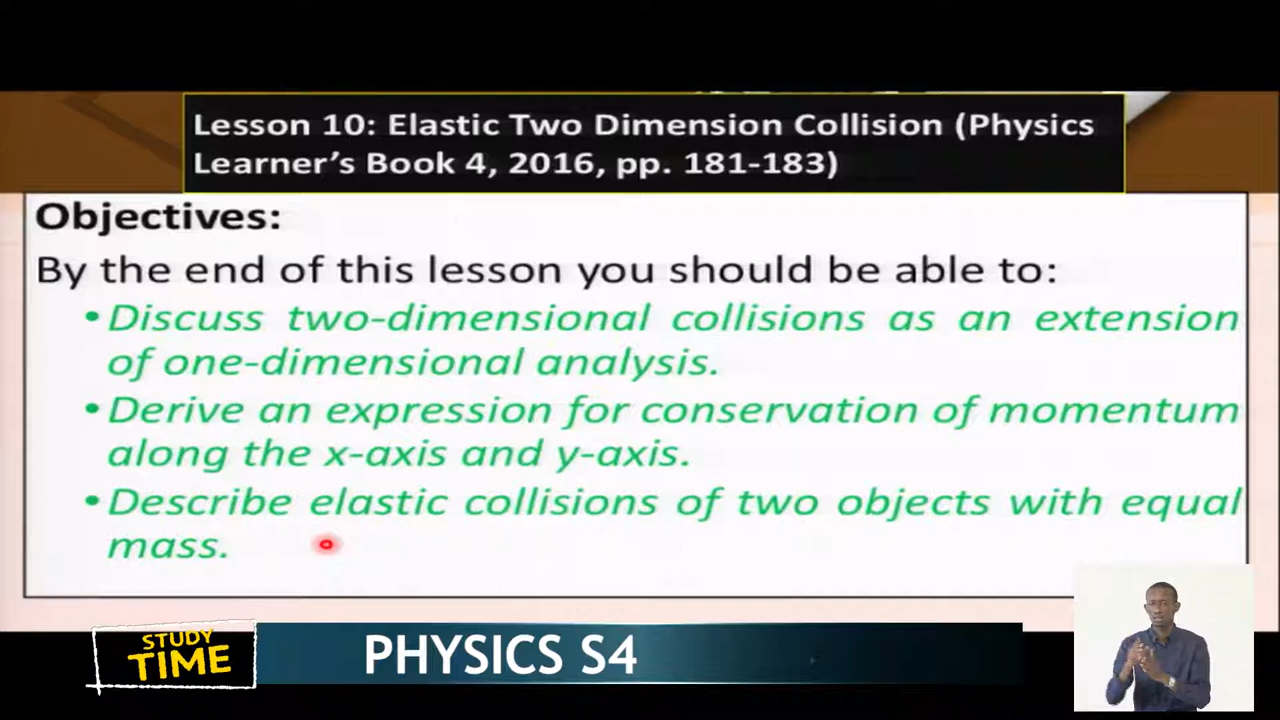 Lesson 10: Elastic Two Dimension Collision (Physics
Learner's Book 4, 2016, pp. 181-183)
Objectives:
By the end of this lesson you should be able to:
• Discuss two-dimensional collisions as an extension
of one-dimensional analysis.
• Derive an expression for conservation of momentum
along the x-axis and y-axis.
• Describe elastic collisions of two objects with equal
mass.
STUDY
TIME
PHYSICS S4